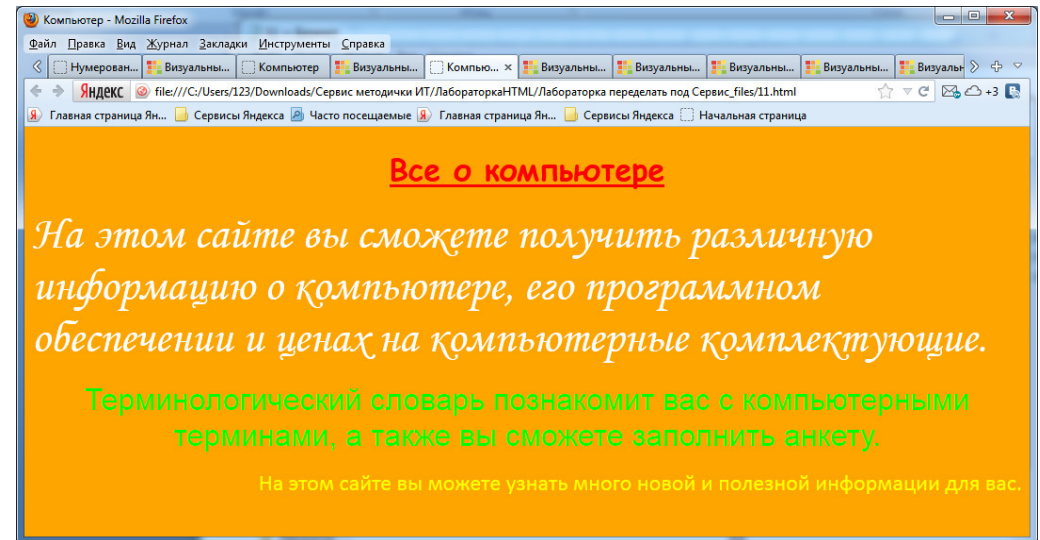 Компьютер - Mozilla Firefox
Файл Правка Вид Журнал Закладки Инструменты Справка
Нумерован... Визуальны... Компьютер Визуальны... Компью... × Визуальны... Визуальны... Визуальны... Визуальны... Визуальн
Яндекс file:///C:/Users/123/Downloads/Сервис методички ИТ/ЛабораторкаHTML/Лабораторка переделать под Сервис_files/11.html +3
Главная страница Ян... Сервисы Яндекса Часто посещаемые Главная страница Ян... Сервисы Яндекса Начальная страница
Все о компьютере
На этом сайте вы сможете получить различную
информацию о компьютере, его программном
обеспечении и ценах на компьютерные комплектующие.
Терминологический словарь познакомит вас с компьютерными
терминами, а также вы сможете заполнить анкету.
На этом сайте вы можете узнать много новой и полезной информации для вас.